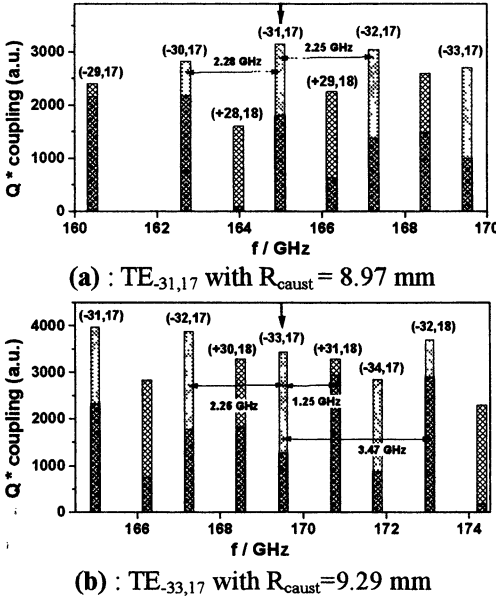 (-31,17)
(-32,17)
(-30,17)
2.25 GHz
(-33,17)
2.28 GHz
(-29,17)
(+29,18)
(+28,18)
Q * coupling (a.u.)
3000
2000
1000
0
160 162 164 166 168 170
f / GHz
(a) : TE-31,17 with Rcaust = 8.97 mm
(-31,17)
(-32,17)
(-33,17)
(-32,18)
(+30,18)
(+31,18)
(-34,17)
2.26 GHz
1.25 GHz
3.47 GHz
Q * coupling (a.u.)
4000
3000
2000
1000
0
166 168 170 172 174
f / GHz
(b) : TE-33,17 with Rcaust=9.29 mm